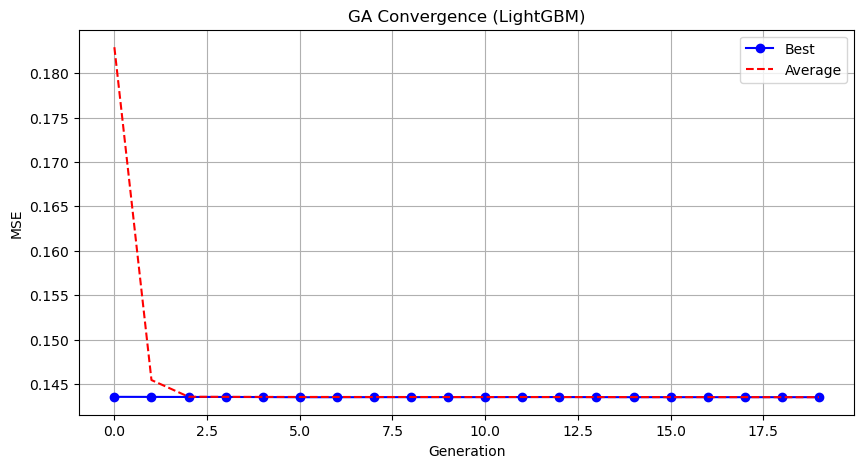 GA Convergence (LightGBM)
Best
Average
MSE
0.180
0.175
0.170
0.165
0.160
0.155
0.150
0.145
0.0 2.5 5.0 7.5 10.0 12.5 15.0 17.5
Generation